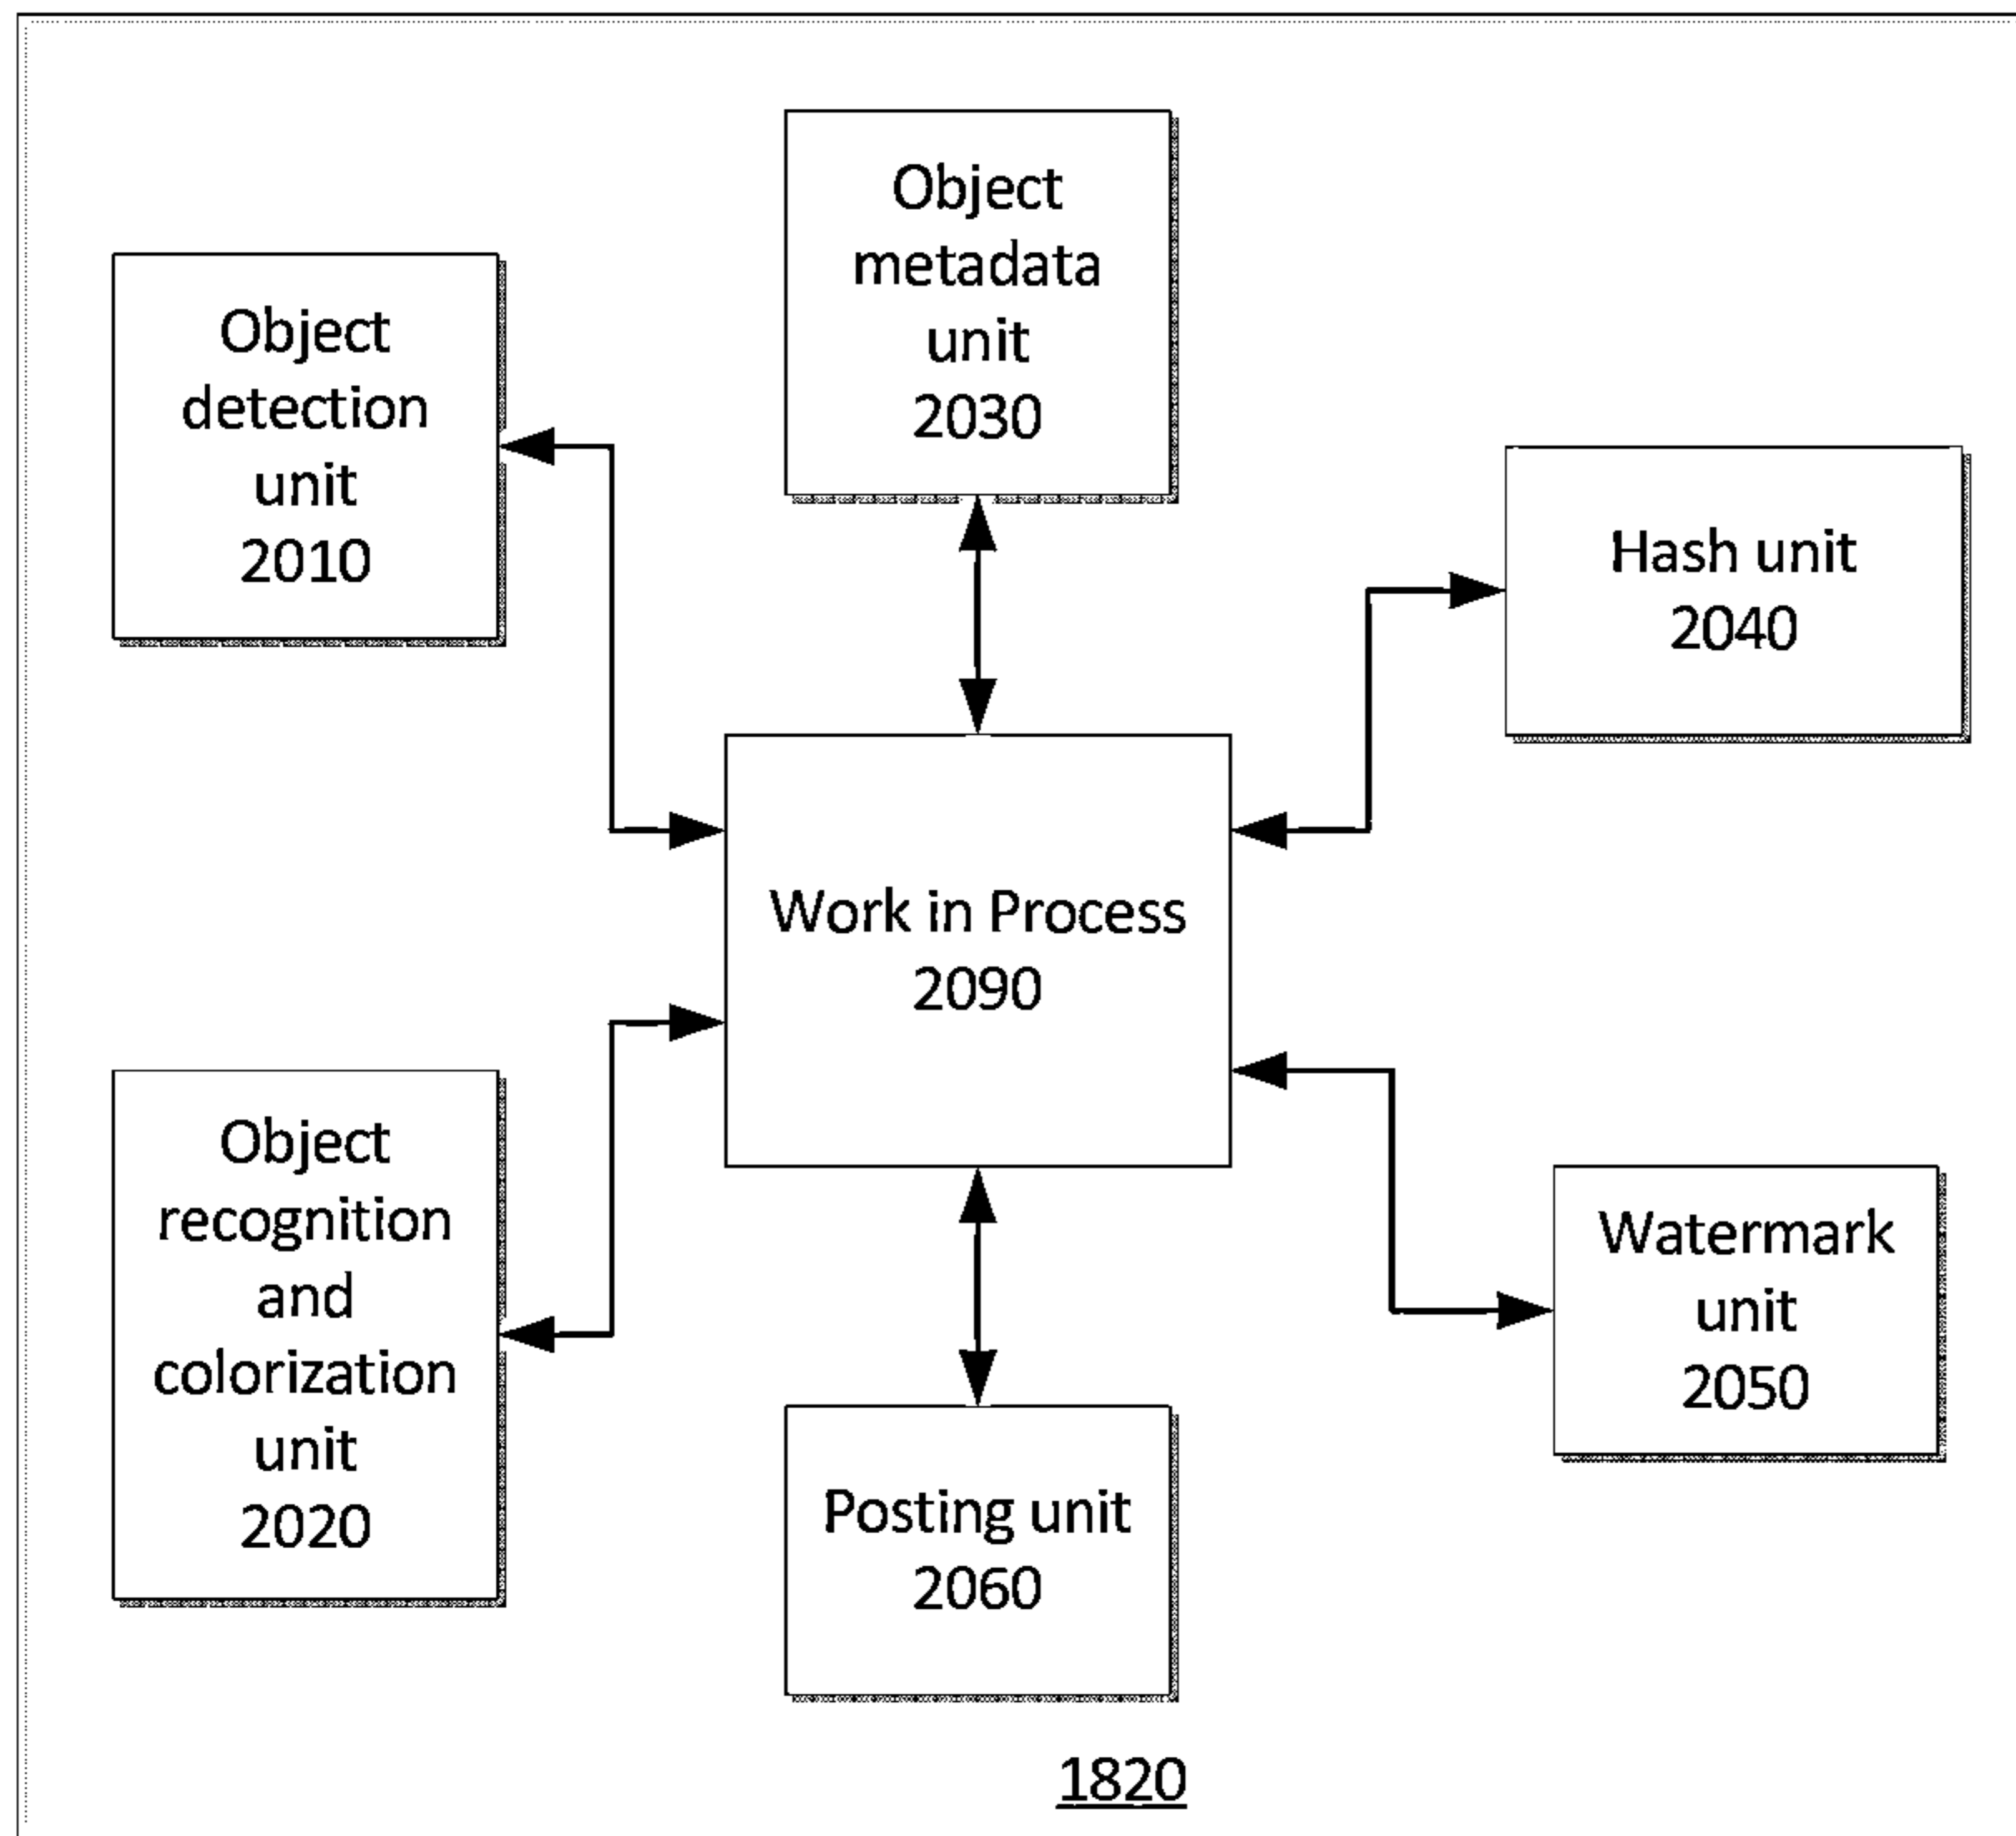 Object
metadata
unit
2030
Object
detection
unit
2010
Hash unit
2040
Work in Process
2090
Object
recognition
and
colorization
unit
2020
Watermark
unit
2050
Posting unit
2060
1820